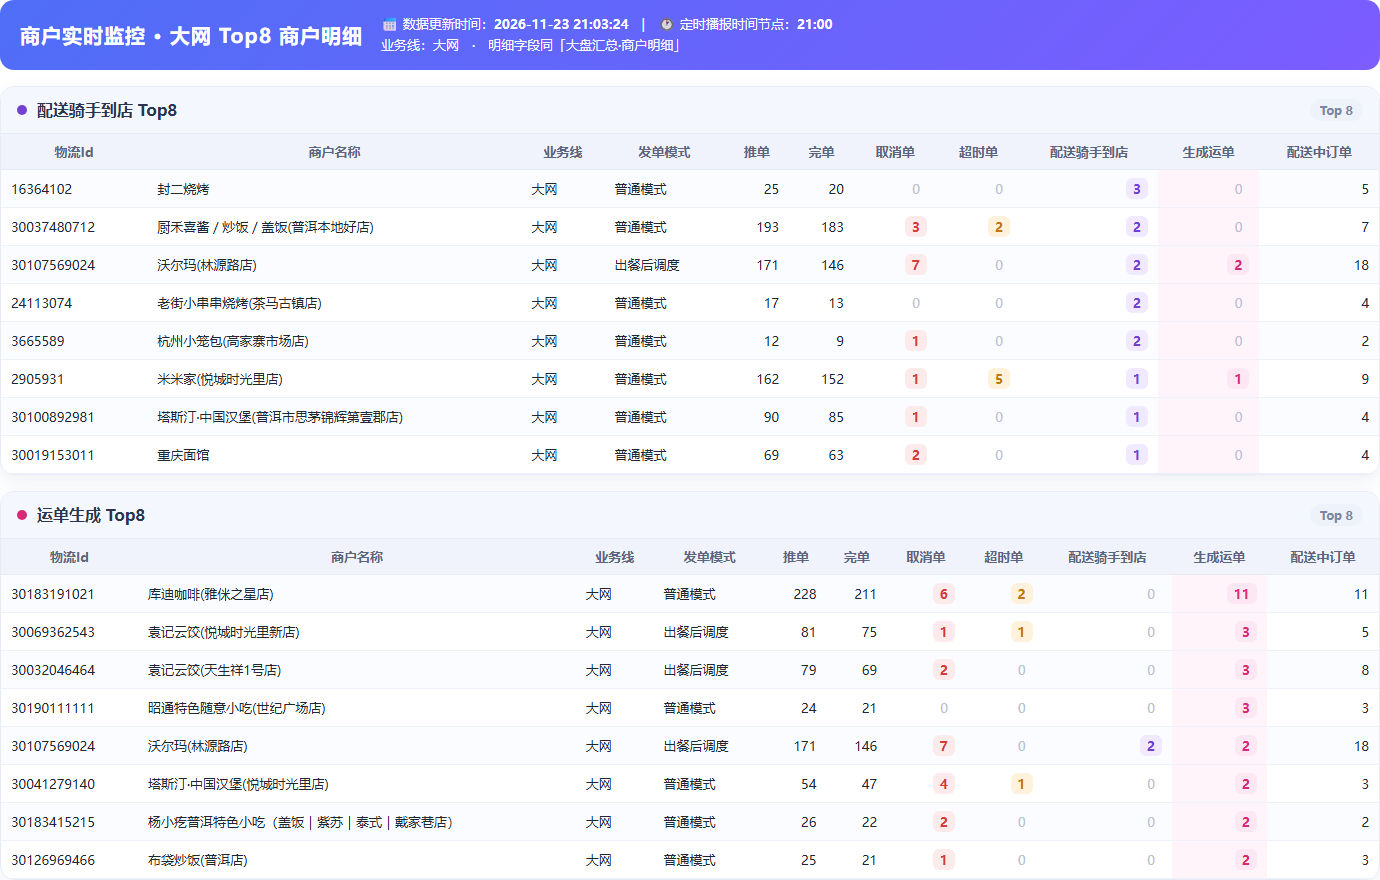 商户实时监控 • 大网 Top8 商户明细
数据更新时间：2026-11-23 21:03:24 | 定时播报时间节点：21:00
业务线：大网 · 明细字段同「大盘汇总·商户明细」
配送骑手到店 Top8 Top 8
物流Id 商户名称 业务线 发单模式 推单 完单 取消单 超时单 配送骑手到店 生成运单 配送中订单
16364102 封二烧烤 大网 普通模式 25 20 0 0 3 0 5
30037480712 厨禾喜酱 / 炒饭 / 盖饭(普洱本地好店) 大网 普通模式 193 183 3 2 2 0 7
30107569024 沃尔玛(林源路店) 大网 出餐后调度 171 146 7 0 2 2 18
24113074 老街小串串烧烤(茶马古镇店) 大网 普通模式 17 13 0 0 2 0 4
3665589 杭州小笼包(高家寨市场店) 大网 普通模式 12 9 1 0 2 0 2
2905931 米米家(悦城时光里店) 大网 普通模式 162 152 1 5 1 1 9
30100892981 塔斯汀·中国汉堡(普洱市思茅锦辉第壹郡店) 大网 普通模式 90 85 1 0 1 0 4
30019153011 重庆面馆 大网 普通模式 69 63 2 0 1 0 4
运单生成 Top8 Top 8
物流Id 商户名称 业务线 发单模式 推单 完单 取消单 超时单 配送骑手到店 生成运单 配送中订单
30183191021 库迪咖啡(雅侎之星店) 大网 普通模式 228 211 6 2 0 11 11
30069362543 袁记云饺(悦城时光里新店) 大网 出餐后调度 81 75 1 1 0 3 5
30032046464 袁记云饺(天生祥1号店) 大网 出餐后调度 79 69 2 0 0 3 8
30190111111 昭通特色随意小吃(世纪广场店) 大网 普通模式 24 21 0 0 0 3 3
30107569024 沃尔玛(林源路店) 大网 出餐后调度 171 146 7 0 2 2 18
30041279140 塔斯汀·中国汉堡(悦城时光里店) 大网 普通模式 54 47 4 1 0 2 3
30183415215 杨小疙普洱特色小吃（盖饭｜紫苏｜泰式｜戴家巷店） 大网 普通模式 26 22 2 0 0 2 2
30126969466 布袋炒饭(普洱店) 大网 普通模式 25 21 1 0 0 2 3